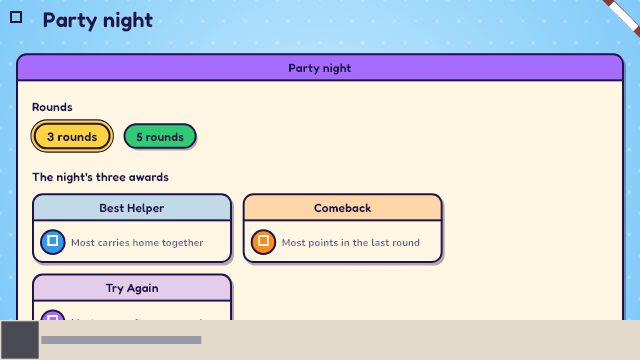 Party night
Party night
Rounds
3 rounds
5 rounds
The night's three awards
Best Helper
Comeback
Most carries home together
Most points in the last round
Try Again